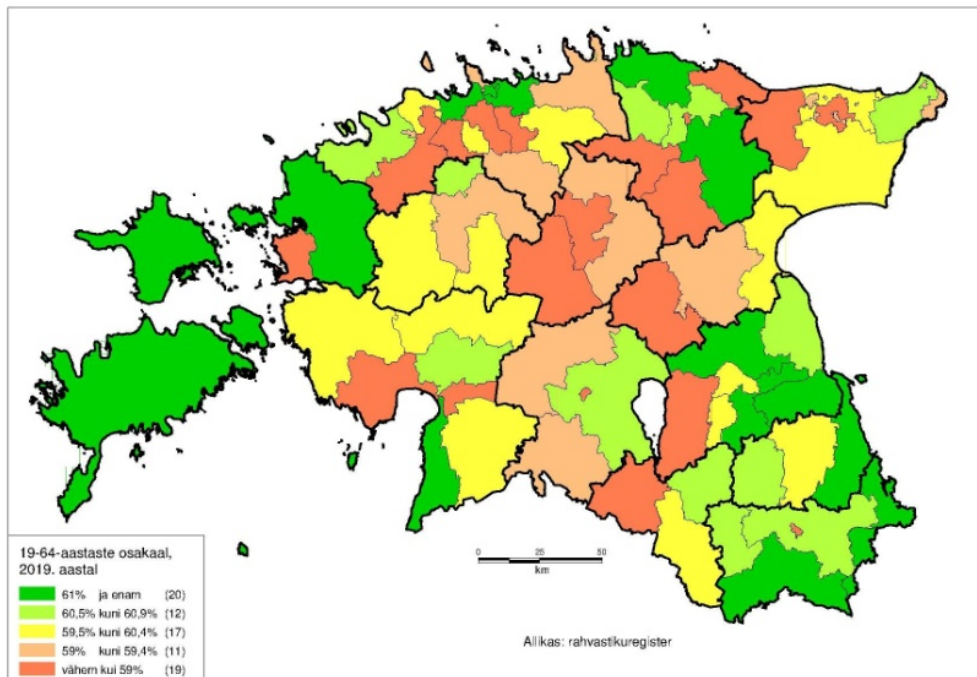 19-64-aastaste osakaal,
2019. aastal
61% ja enam (20)
60,5% kuni 60,9% (12)
59,5% kuni 60,4% (17)
59% kuni 59,4% (11)
vähem kui 59% (19)
0 25 50
km
Allikas: rahvastikuregister